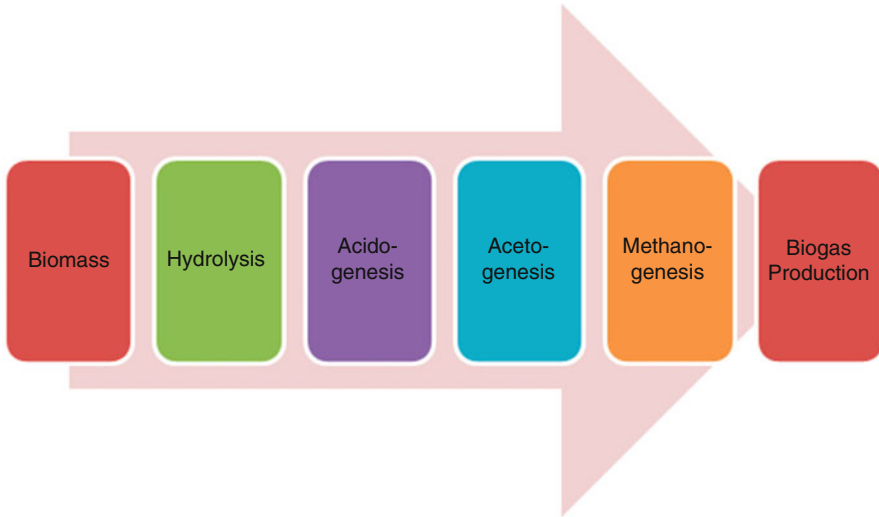 Biomass
Hydrolysis
Acido-
genesis
Aceto-
genesis
Methano-
genesis
Biogas
Production